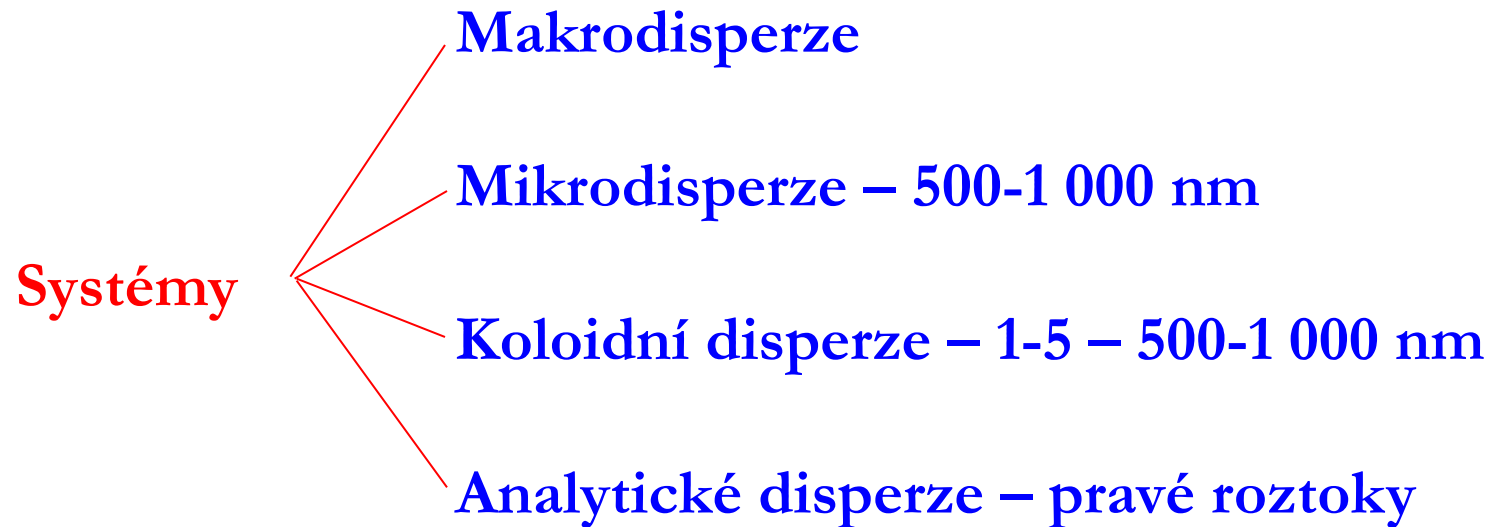 Makrodisperze
Mikrodisperze – 500-1 000 nm
Systémy
Koloidní disperze – 1-5 – 500-1 000 nm
Analytické disperze – pravé roztoky